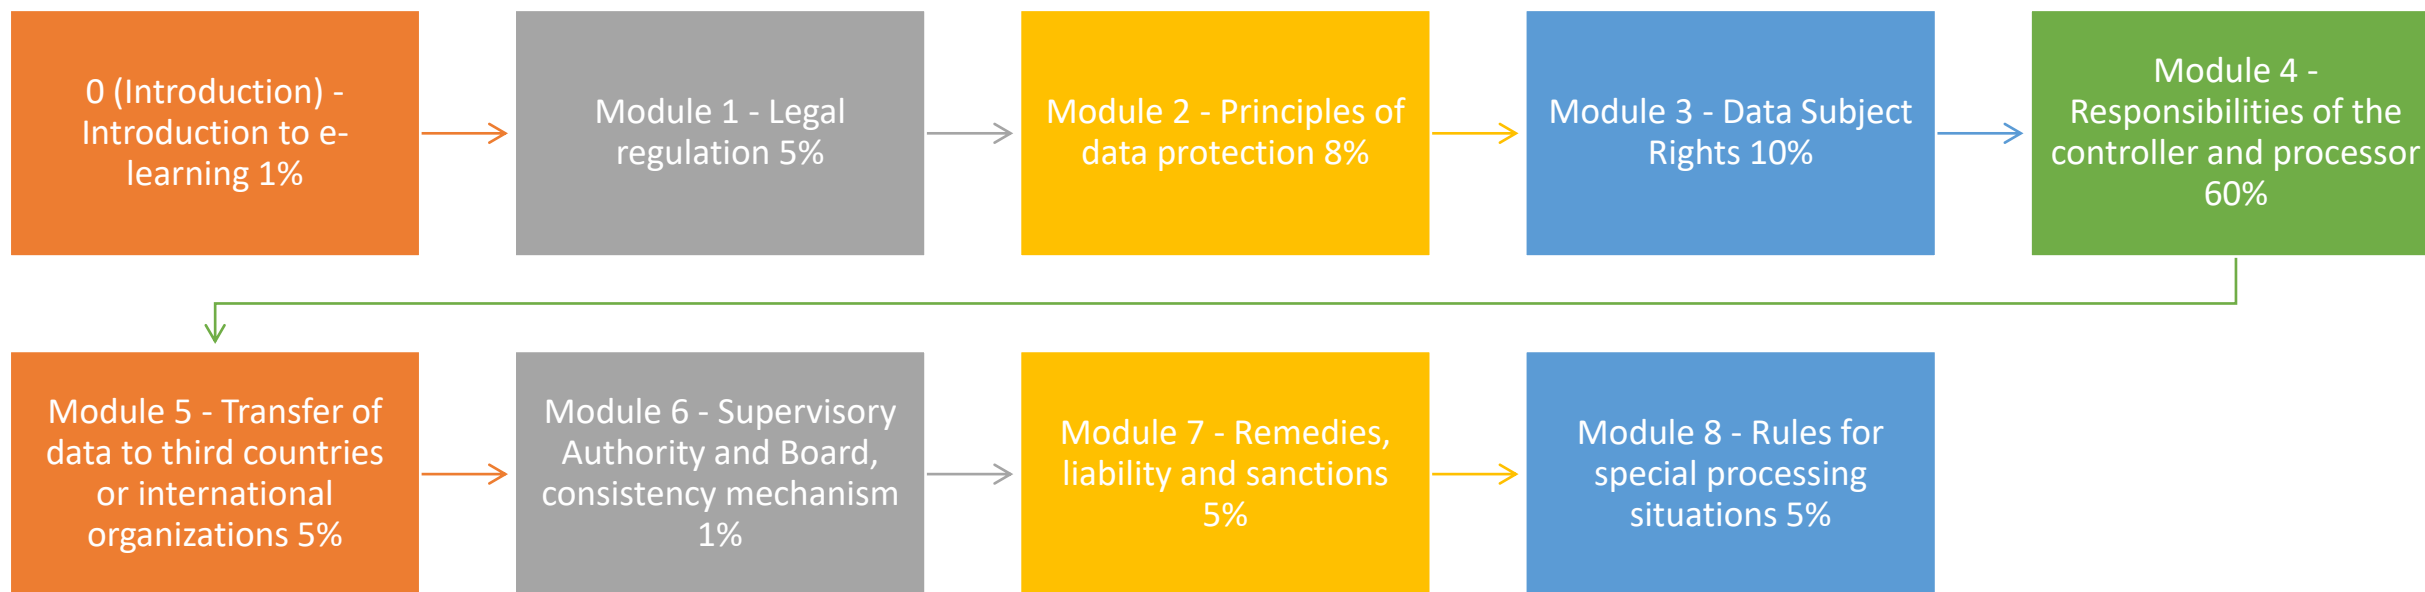 0 (Introduction) -
Introduction to e-
learning 1%
Module 1 - Legal
regulation 5%
Module 2 - Principles of
data protection 8%
Module 3 - Data Subject
Rights 10%
Module 4 -
Responsibilities of the
controller and processor
60%
Module 5 - Transfer of
data to third countries
or international
organizations 5%
Module 6 - Supervisory
Authority and Board,
consistency mechanism
1%
Module 7 - Remedies,
liability and sanctions
5%
Module 8 - Rules for
special processing
situations 5%